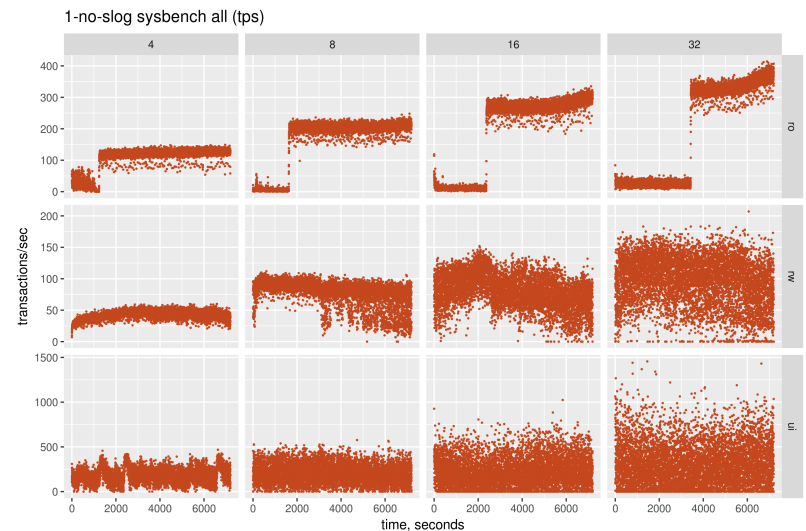 1-no-slog sysbench all (tps)
4 8 16 32
400
300
200
100
0
ro
200
150
100
50
0
rw
transactions/sec
1500
1000
500
0
ui
0 2000 4000 6000 0 2000 4000 6000 0 2000 4000 6000 0 2000 4000 6000
time, seconds